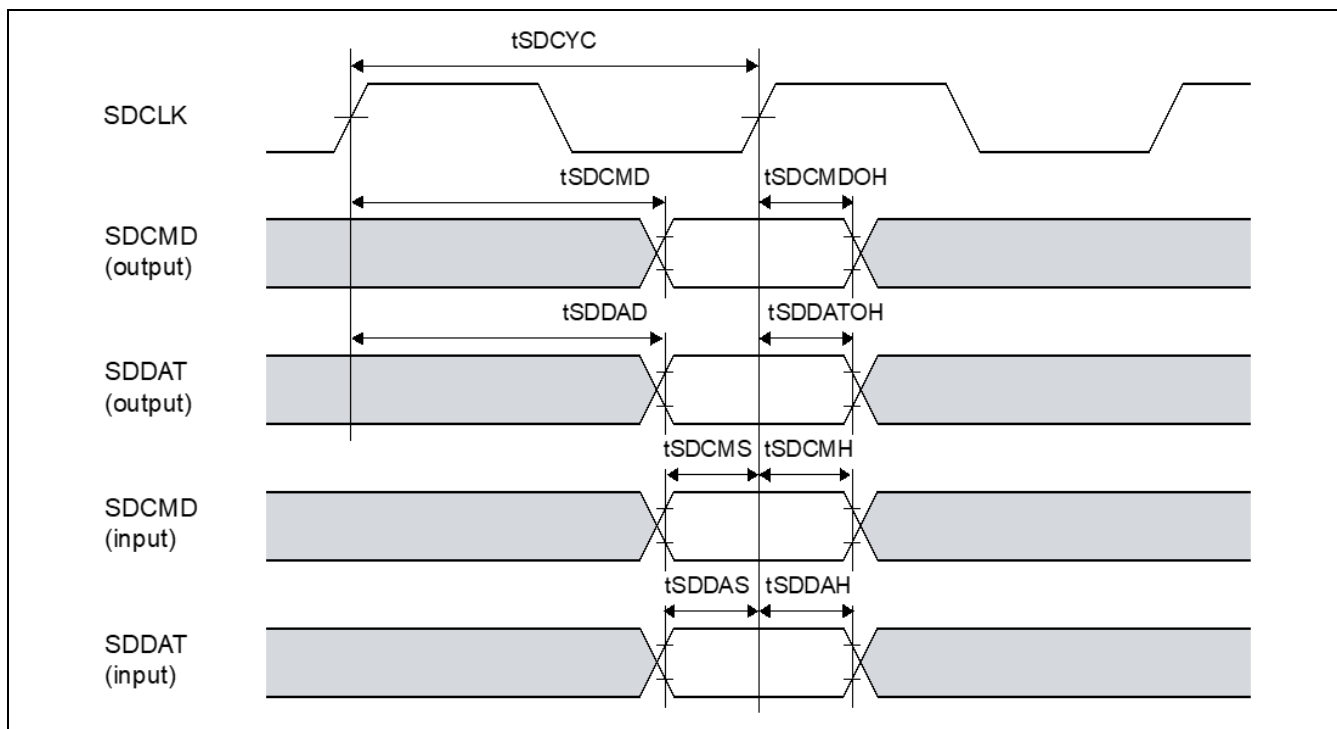 tSDCYC
SDCLK
tSDCMD
tSDCMDOH
SDCMD
(output)
tSDDAD
tSDDATOH
SDDAT
(output)
tSDCMS
tSDCMH
SDCMD
(input)
tSDDAS
tSDDAH
SDDAT
(input)